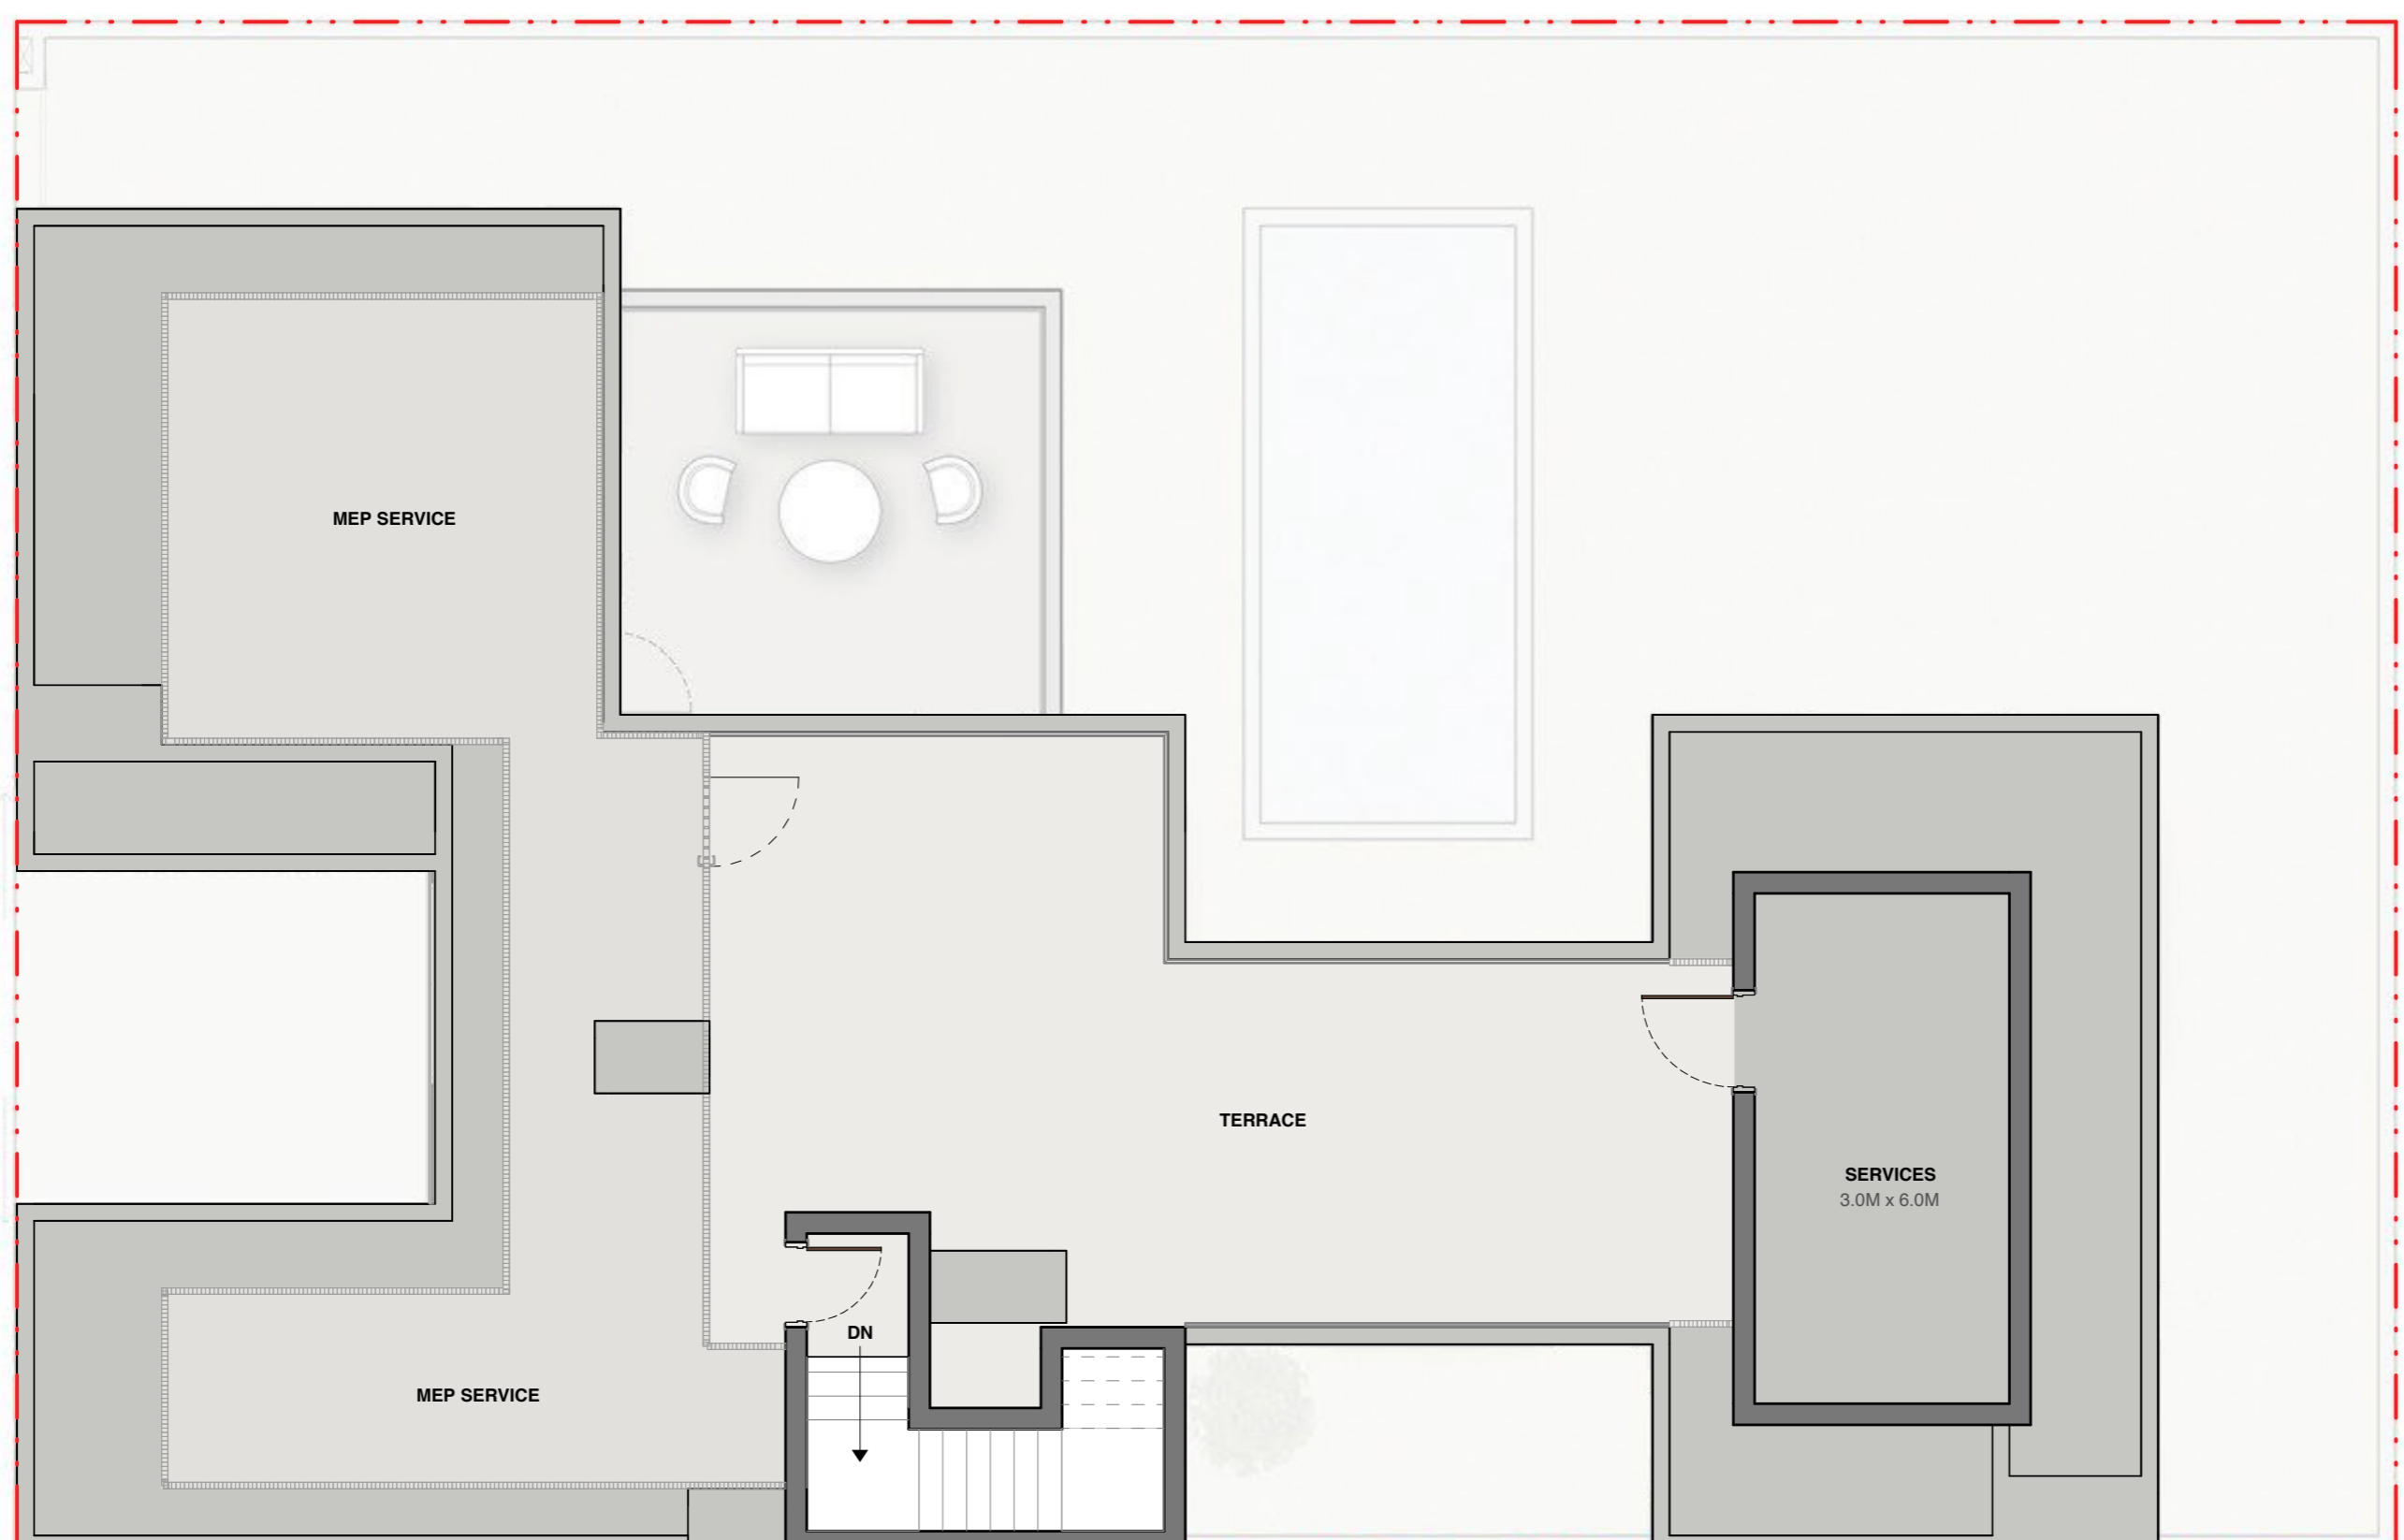 MEP SERVICE
TERRACE
SERVICES
3.0M x 6.0M
DN
MEP SERVICE